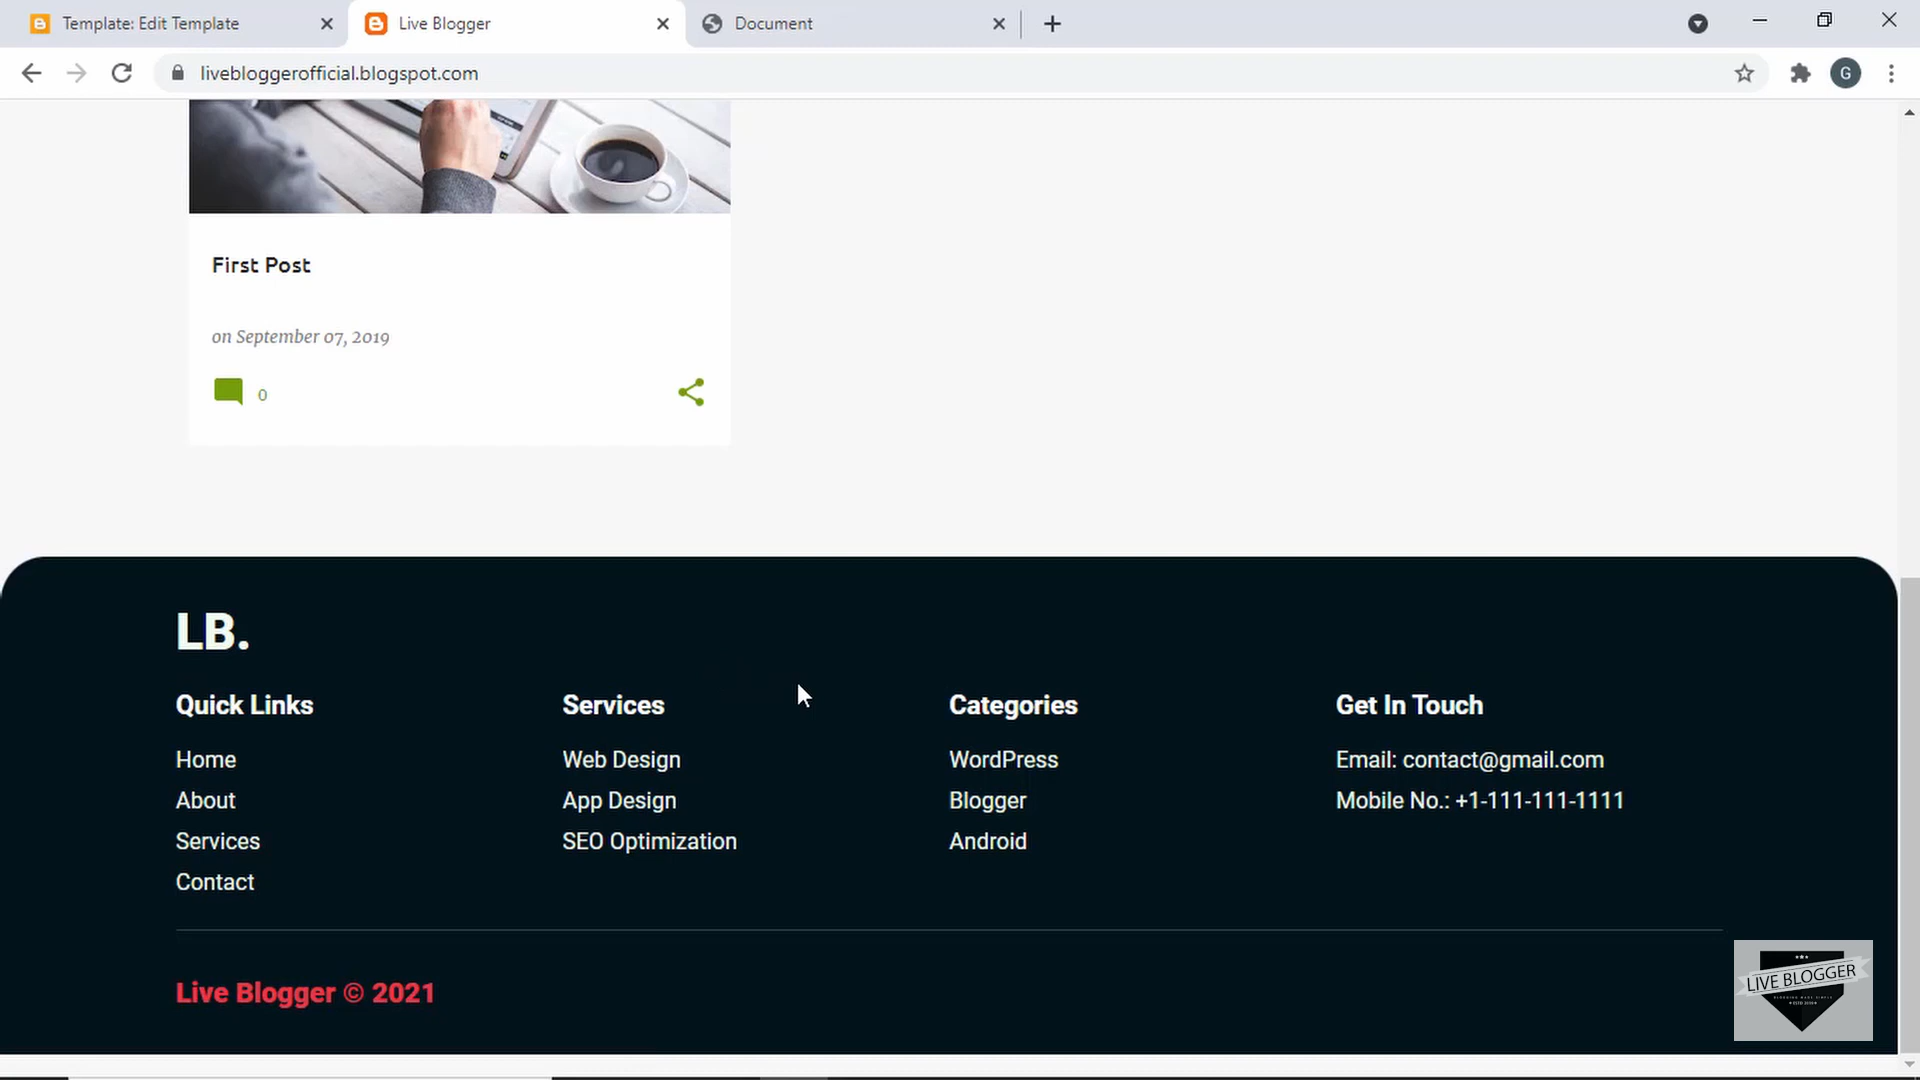 Template: Edit Template
Live Blogger
Document
livebloggerofficial.blogspot.com
G
First Post
on September 07, 2019
0
LB.
Quick Links
Home
About
Services
Contact
Services
Web Design
App Design
SEO Optimization
Categories
WordPress
Blogger
Android
Get In Touch
Email: contact@gmail.com
Mobile No.: +1-111-111-1111
Live Blogger © 2021
LIVE BLOGGER